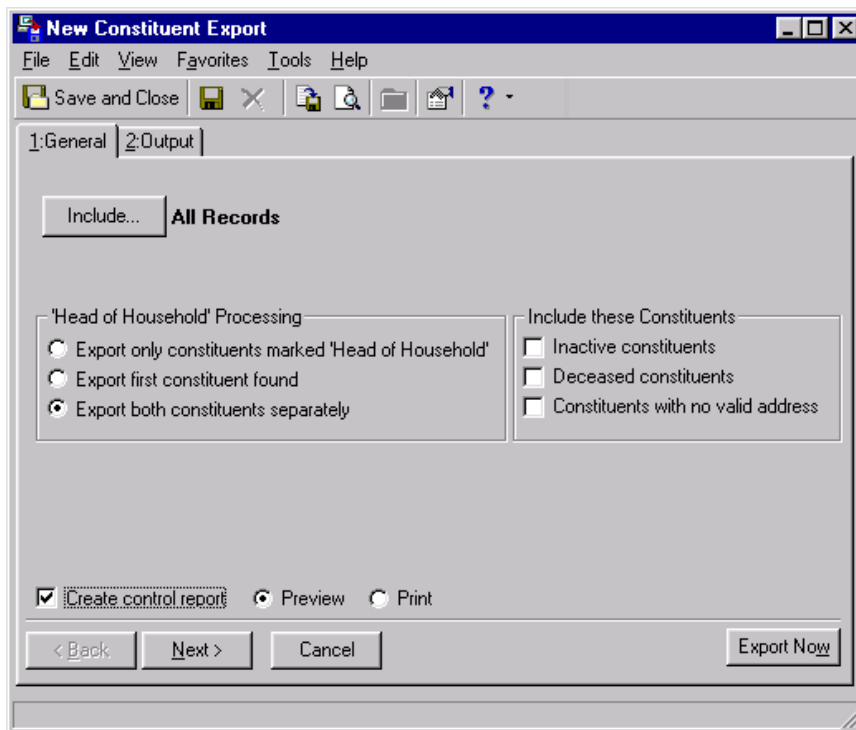 New Constituent Export
File Edit View Favorites Tools Help
Save and Close ?
1:General 2:Output
Include... All Records
'Head of Household' Processing
Export only constituents marked 'Head of Household'
Export first constituent found
Export both constituents separately
Include these Constituents
Inactive constituents
Deceased constituents
Constituents with no valid address
Create control report Preview Print
< Back Next > Cancel Export Now